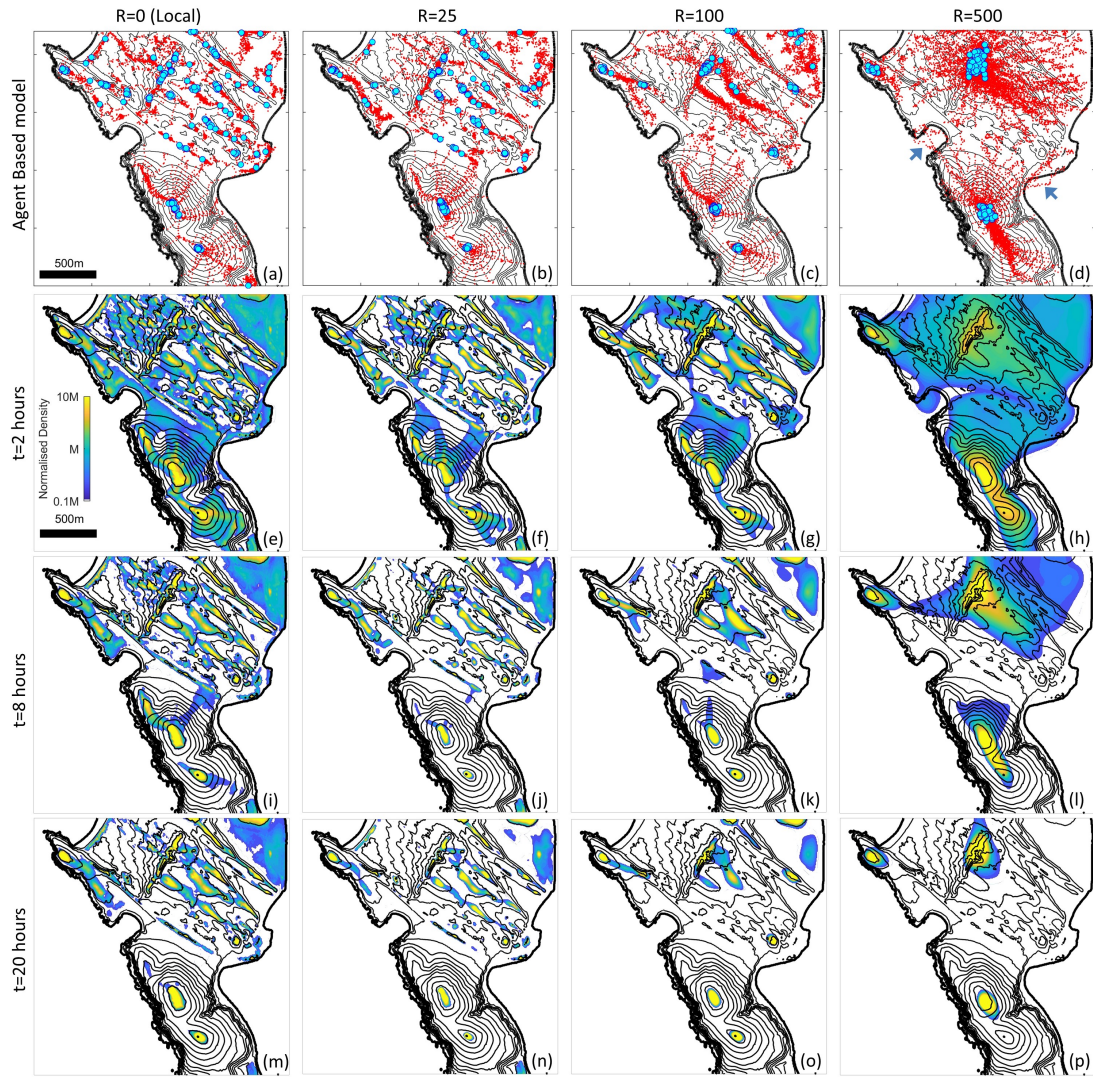 R=0 (Local) R=25 R=100 R=500
Agent Based model
500m
(a) (b) (c) (d)
t=2 hours
10M
Normalised Density
M
0.1M
500m
(e) (f) (g) (h)
t=8 hours
(i) (j) (k) (l)
t=20 hours
(m) (n) (o) (p)